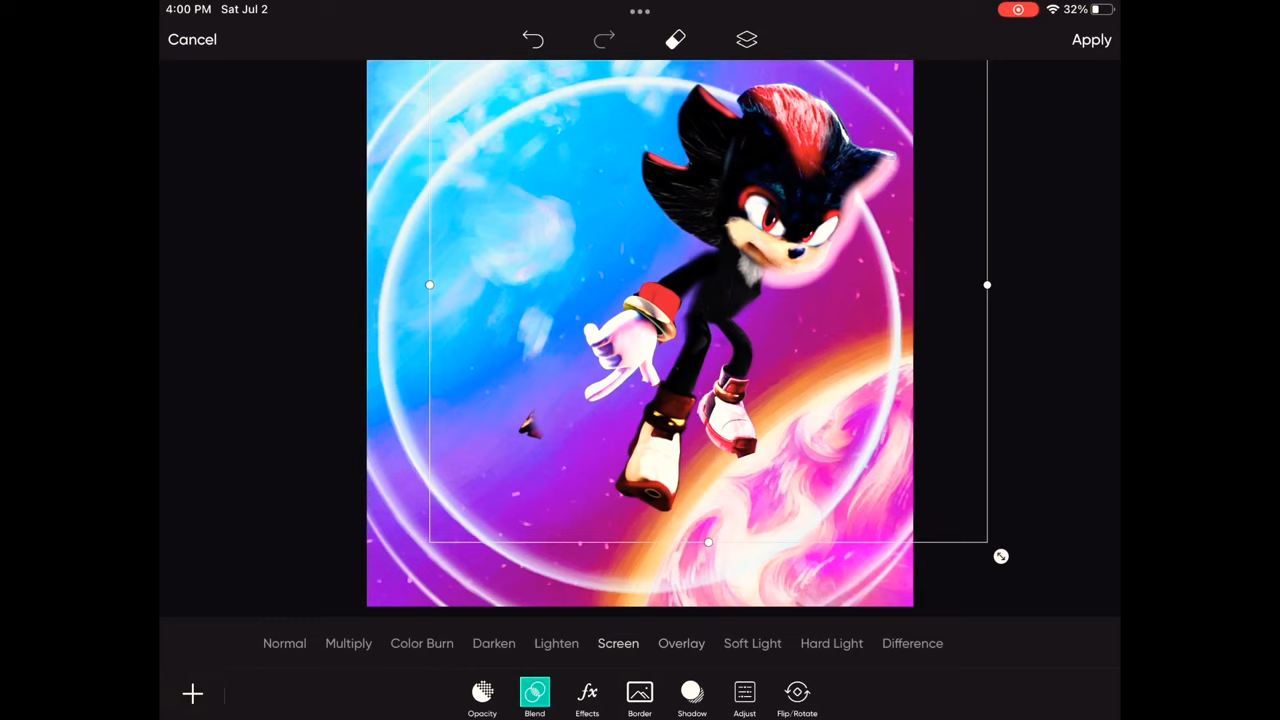 4:00 PM Sat Jul 2
32%
Cancel
Apply
Normal Multiply Color Burn Darken Lighten Screen Overlay Soft Light Hard Light Difference
Opacity Blend Effects Border Shadow Adjust Flip/Rotate